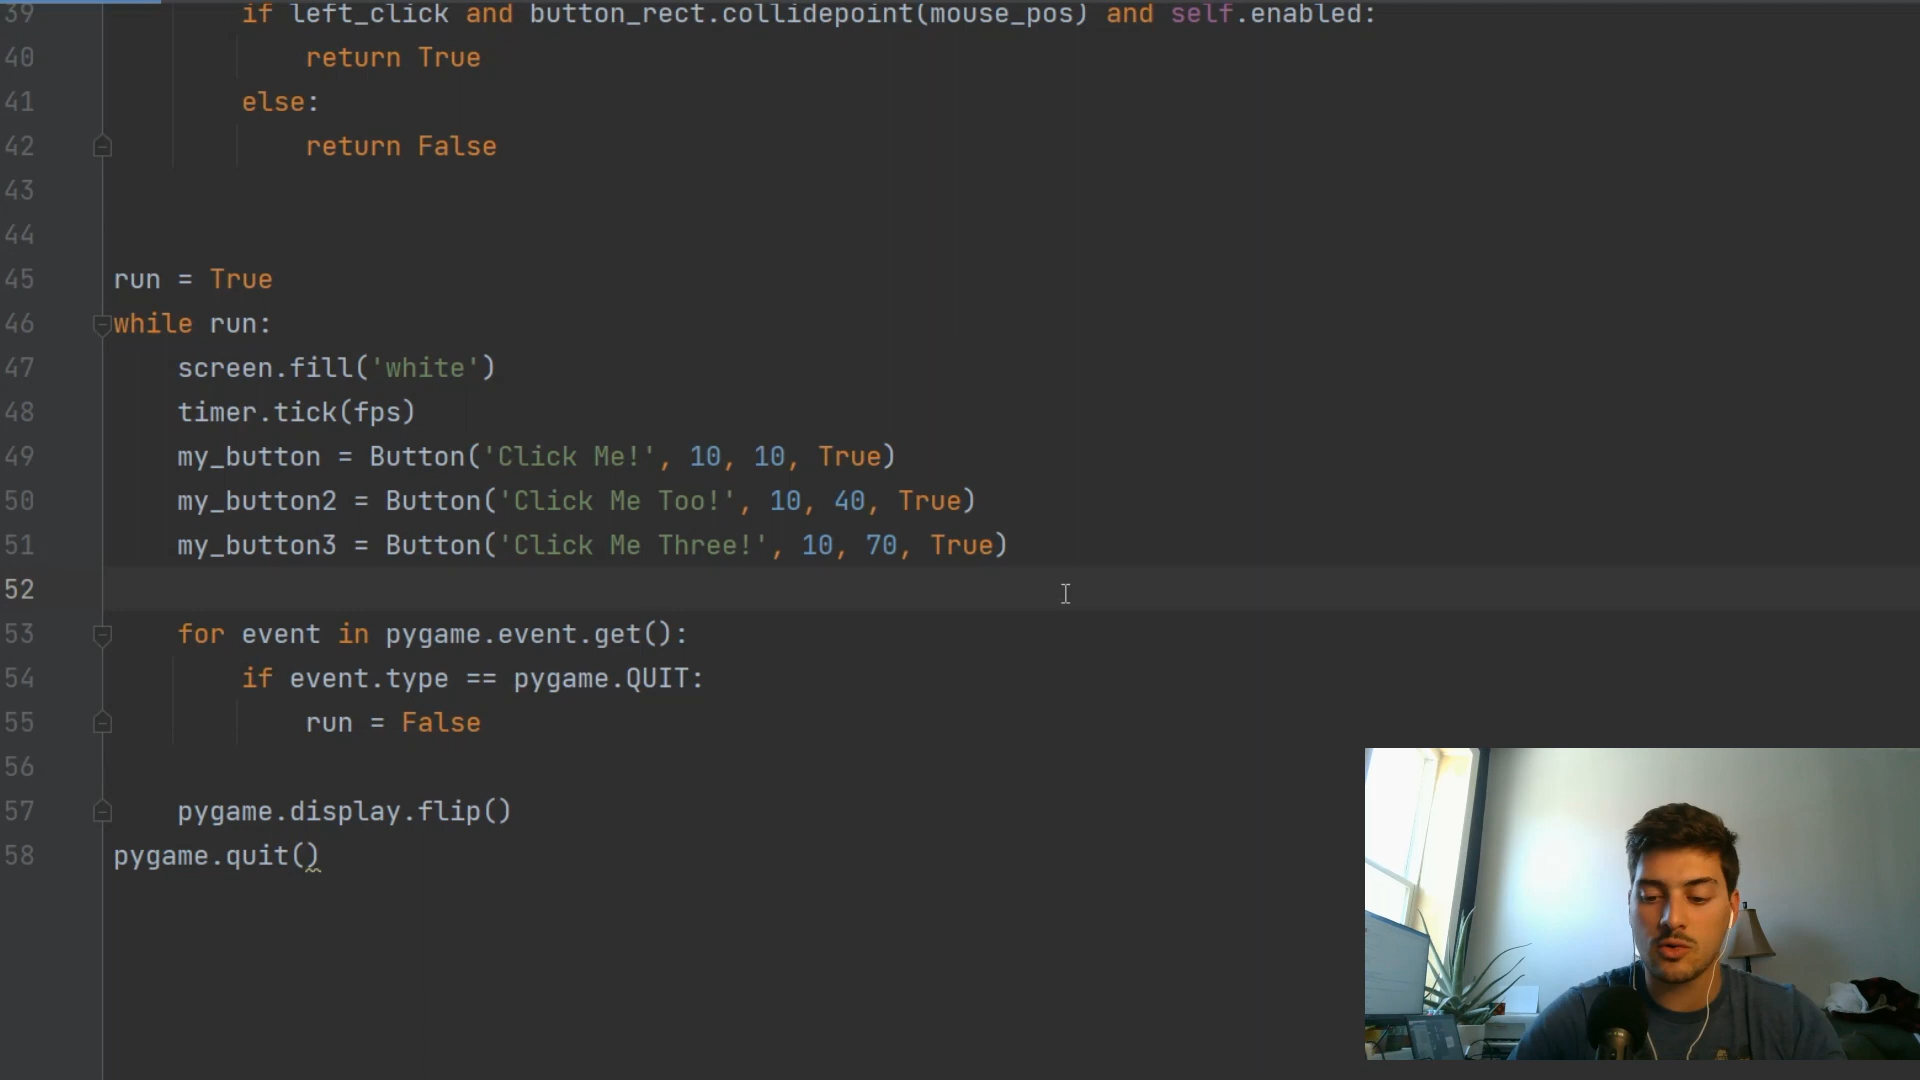 39 if left_click and button_rect.collidepoint(mouse_pos) and self.enabled:
40 return True
41 else:
42 return False
43
44
45 run = True
46 while run:
47 screen.fill('white')
48 timer.tick(fps)
49 my_button = Button('Click Me!', 10, 10, True)
50 my_button2 = Button('Click Me Too!', 10, 40, True)
51 my_button3 = Button('Click Me Three!', 10, 70, True)
52
53 for event in pygame.event.get():
54 if event.type == pygame.QUIT:
55 run = False
56
57 pygame.display.flip()
58 pygame.quit()